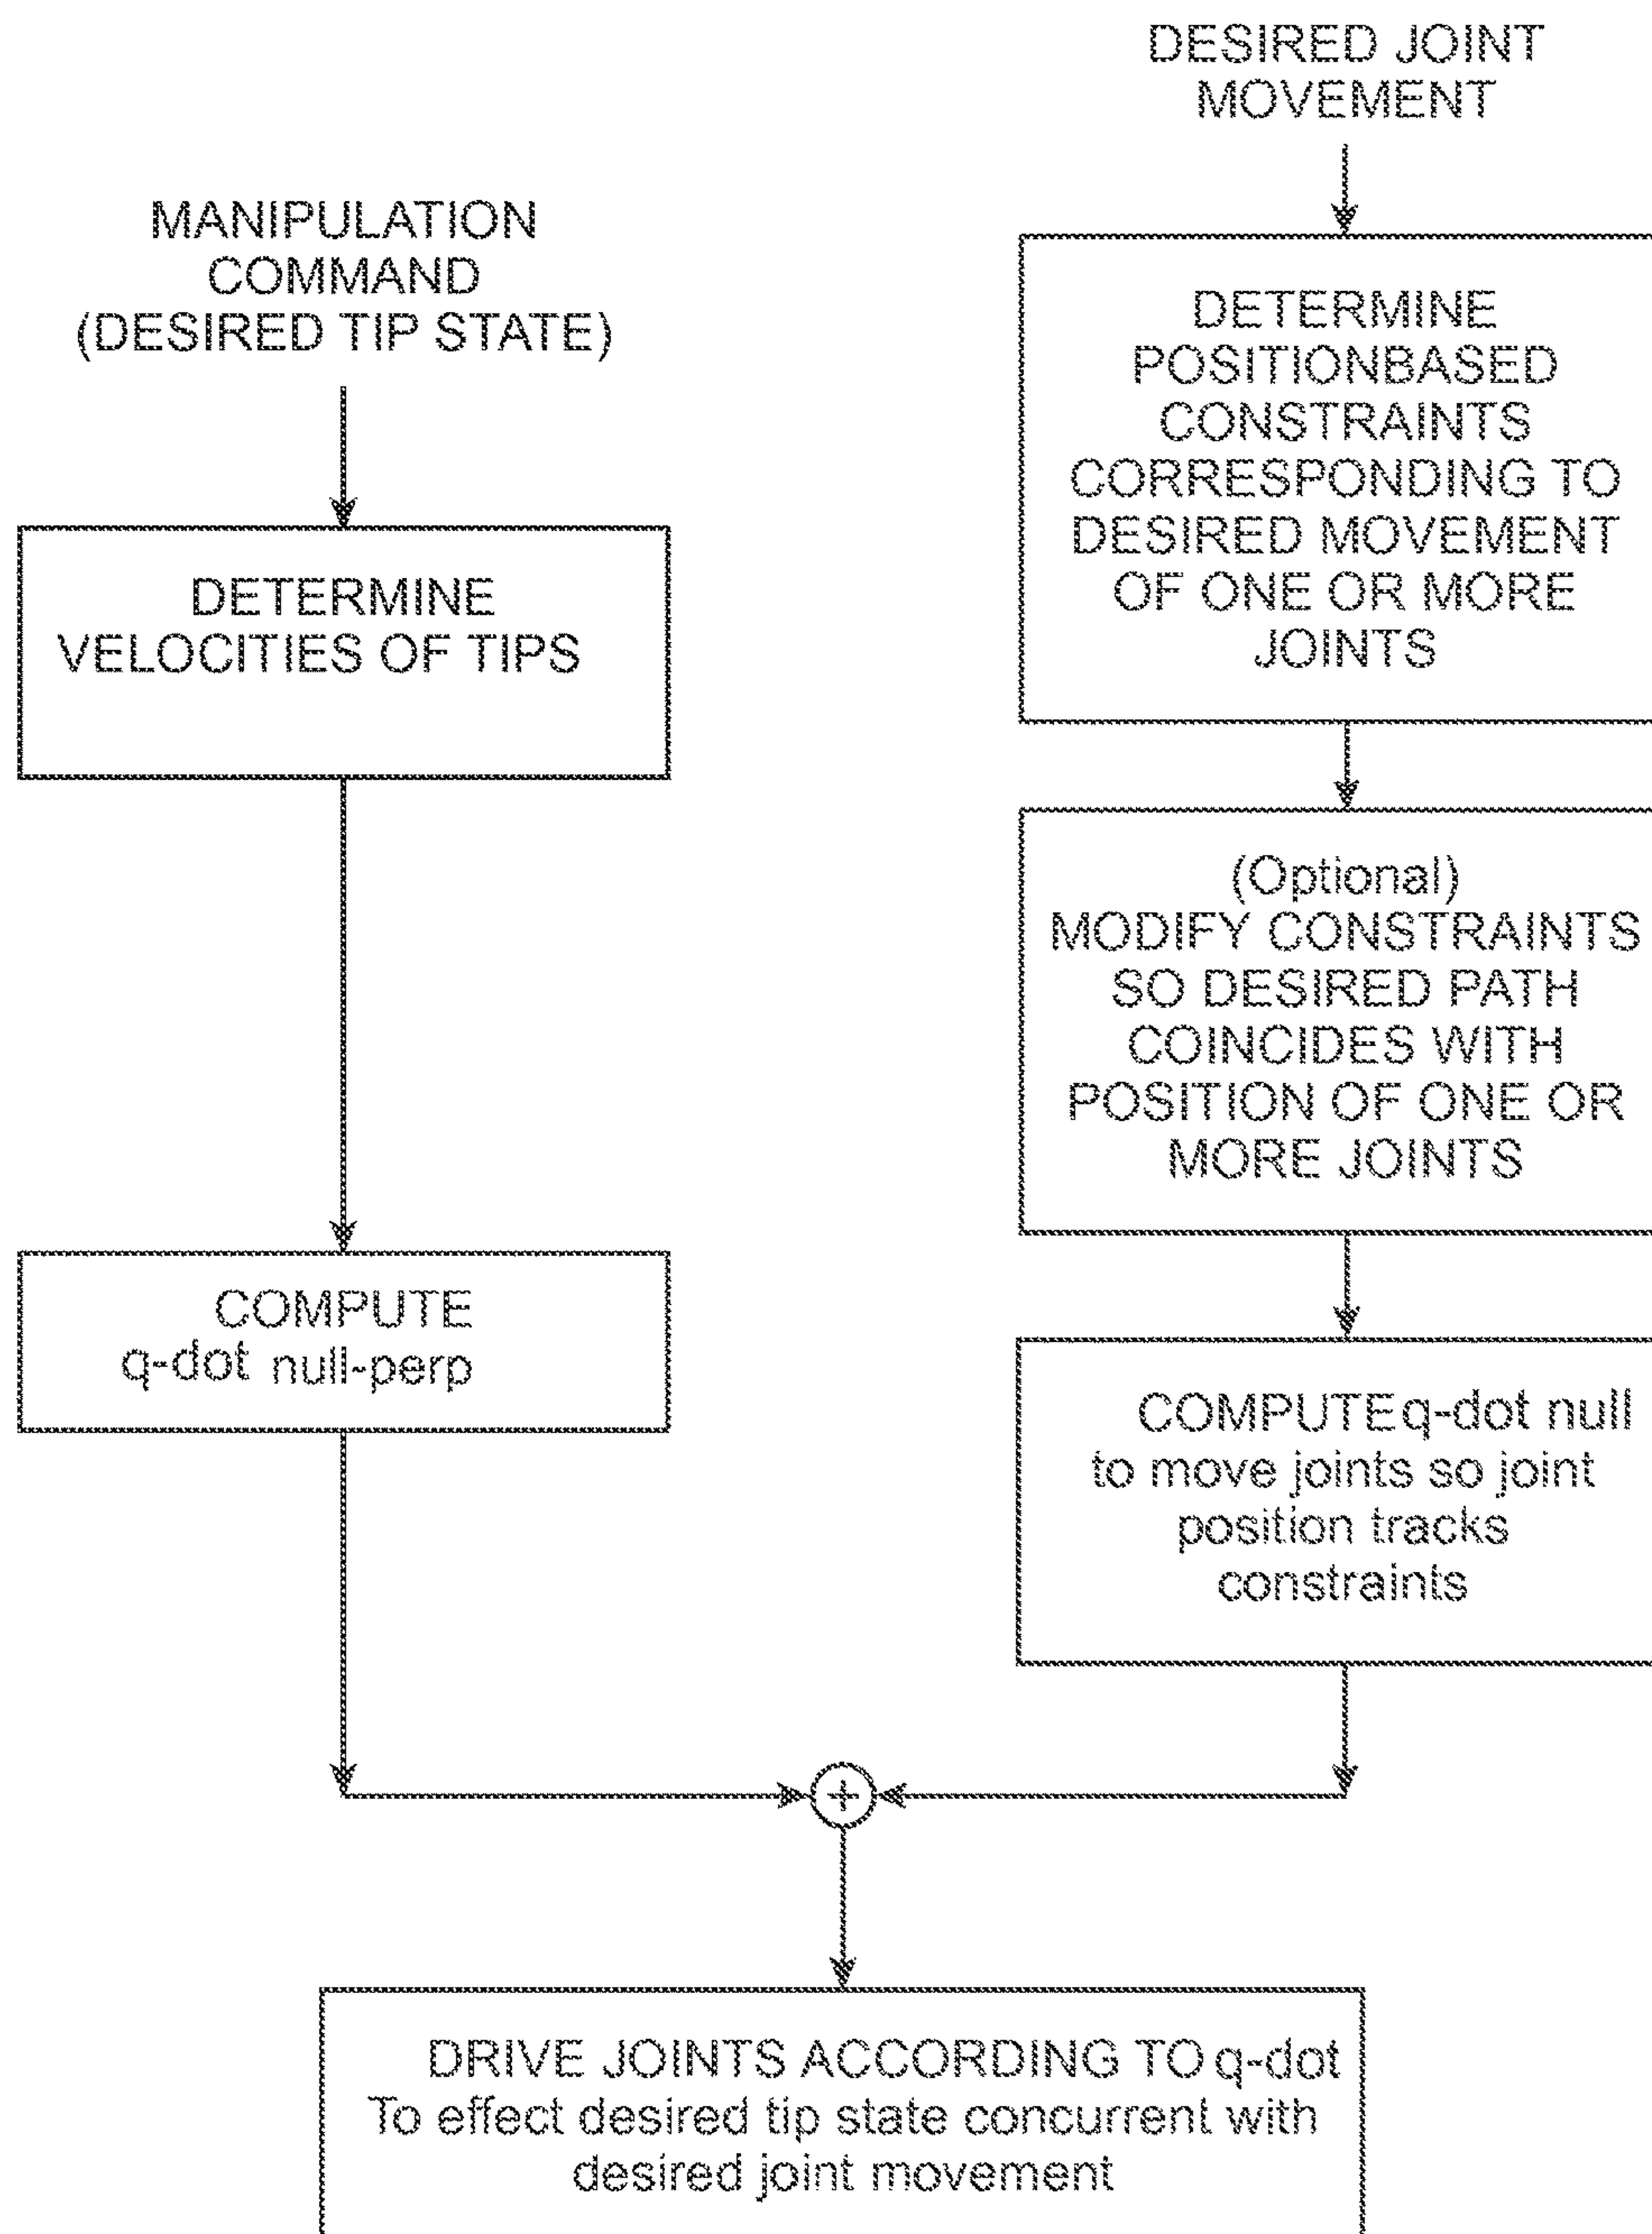 DESIRED JOINT
MOVEMENT
MANIPULATION
COMMAND
(DESIRED TIP STATE)
DETERMINE
POSITIONBASED
CONSTRAINTS
CORRESPONDING TO
DESIRED MOVEMENT
OF ONE OR MORE
JOINTS
DETERMINE
VELOCITIES OF TIPS
(Optional)
MODIFY CONSTRAINTS
SO DESIRED PATH
COINCIDES WITH
POSITION OF ONE OR
MORE JOINTS
COMPUTE
q-dot null-perp
COMPUTE q-dot null
to move joints so joint
position tracks
constraints
+
DRIVE JOINTS ACCORDING TO q-dot
To effect desired tip state concurrent with
desired joint movement